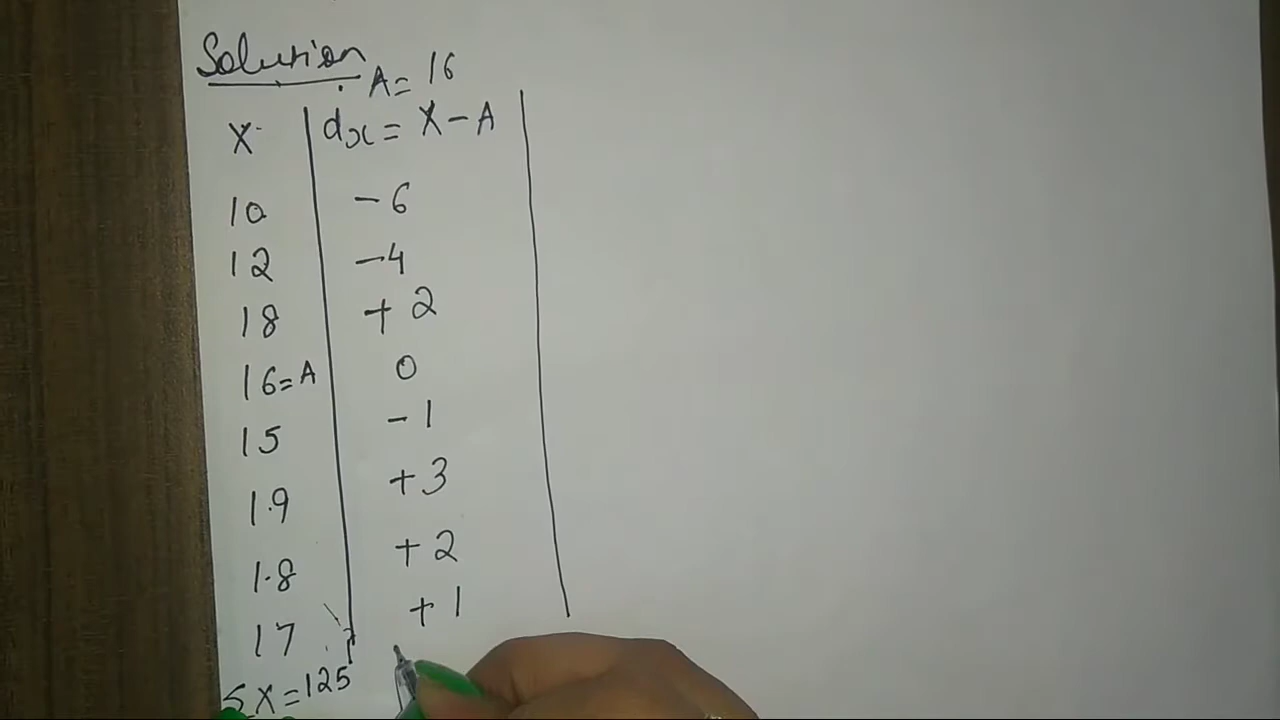 Solution
A= 16
X dx= X-A
10 -6
12 -4
18 +2
16=A 0
15 -1
1.9 +3
1.8 +2
17 +1
ΣX=125